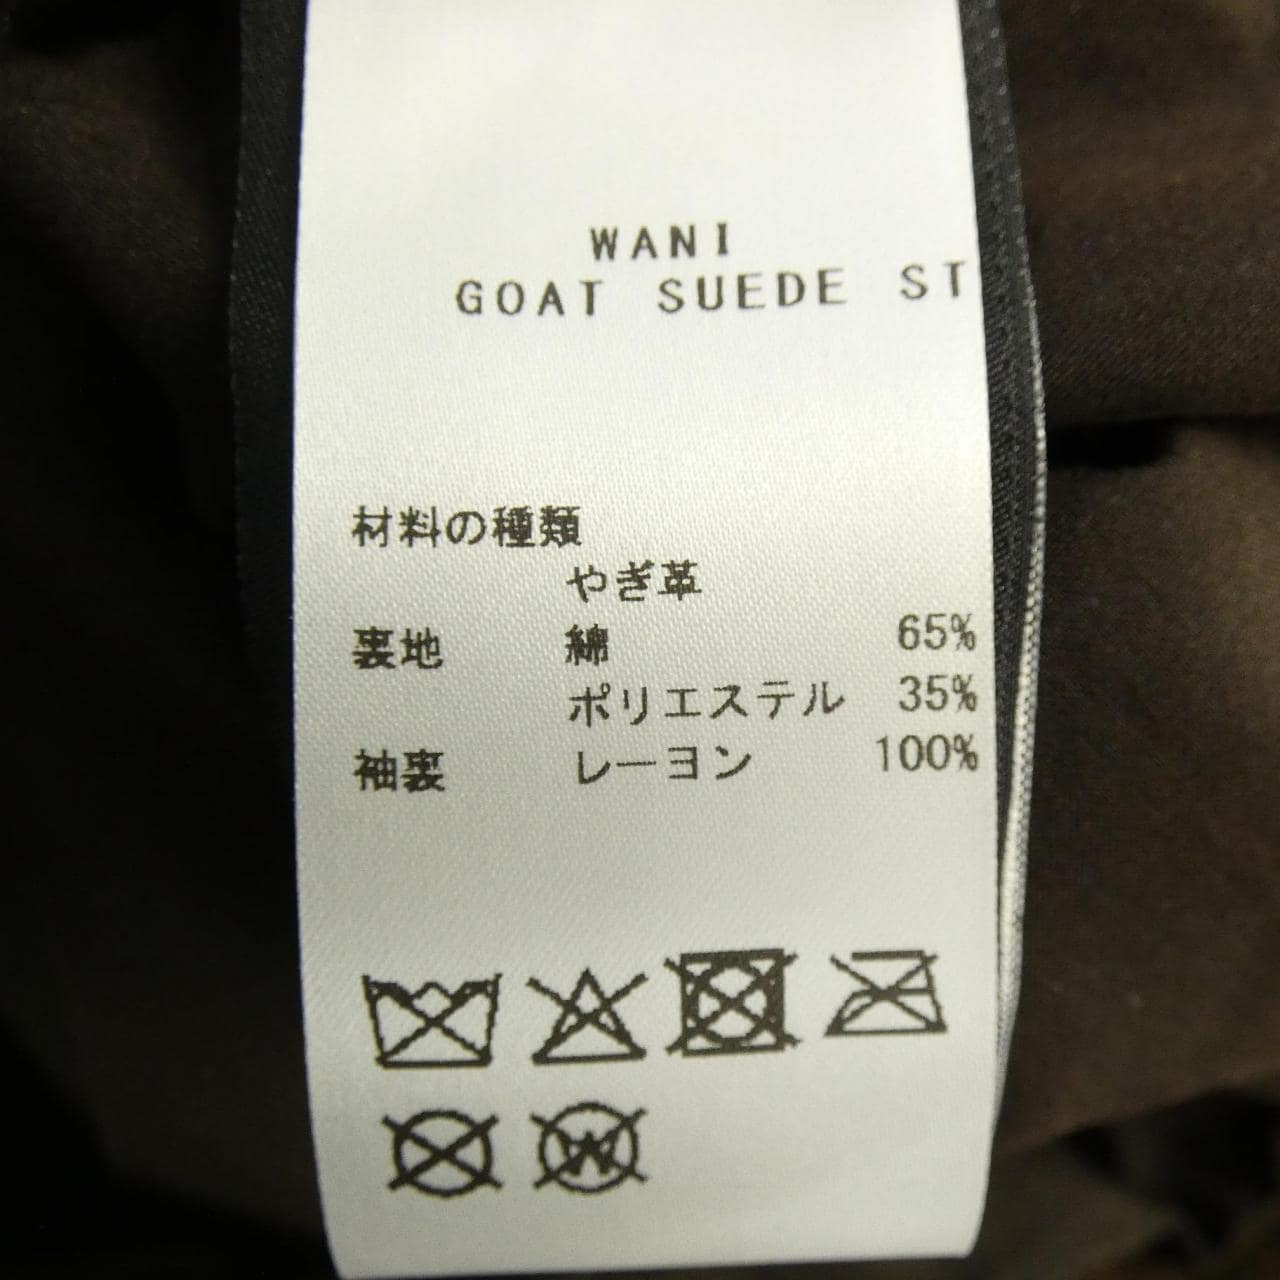 WANI
GOAT SUEDE ST
材料の種類
やぎ革
裏地 綿 65%
ポリエステル 35%
袖裏 レーヨン 100%
W